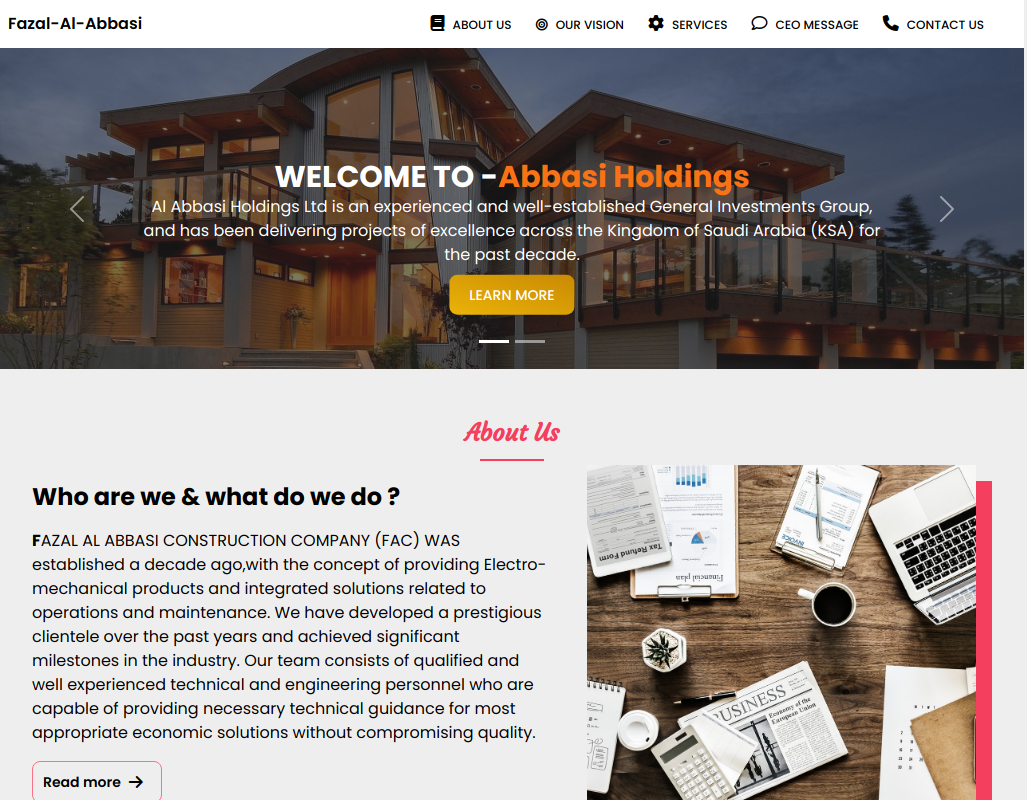 Fazal-Al-Abbasi
ABOUT US
OUR VISION
SERVICES
CEO MESSAGE
CONTACT US
WELCOME TO -Abbasi Holdings
Al Abbasi Holdings Ltd is an experienced and well-established General Investments Group,
and has been delivering projects of excellence across the Kingdom of Saudi Arabia (KSA) for
the past decade.
LEARN MORE
About Us
Who are we & what do we do ?
FAZAL AL ABBASI CONSTRUCTION COMPANY (FAC) WAS
established a decade ago,with the concept of providing Electro-
mechanical products and integrated solutions related to
operations and maintenance. We have developed a prestigious
clientele over the past years and achieved significant
milestones in the industry. Our team consists of qualified and
well experienced technical and engineering personnel who are
capable of providing necessary technical guidance for most
appropriate economic solutions without compromising quality.
Read more
Tax Refund Form
Financial plan
INVOICE
BUSINESS
Economy of the
European Union